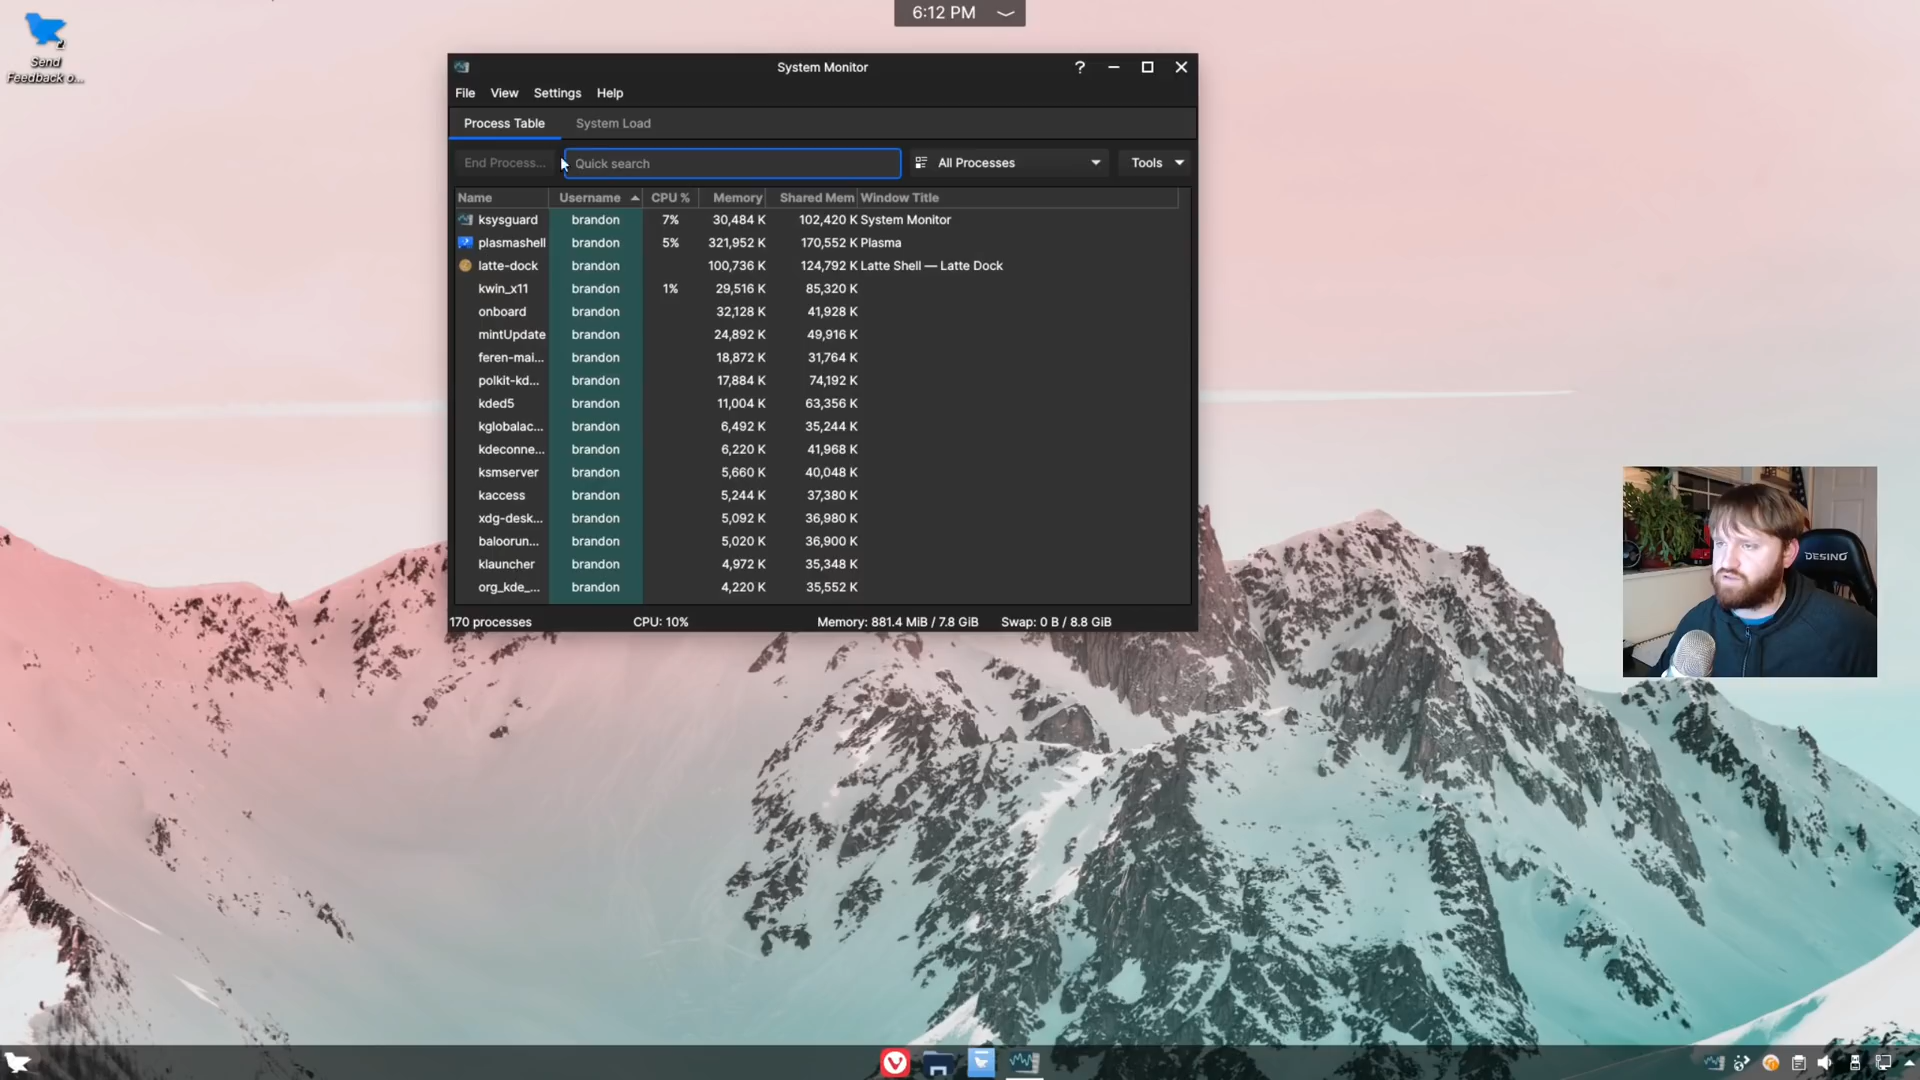 6:12 PM
Send
Feedback o...
System Monitor
File View Settings Help
Process Table System Load
End Process... Quick search All Processes Tools
Name Username CPU % Memory Shared Mem Window Title
ksysguard brandon 7% 30,484 K 102,420 K System Monitor
plasmashell brandon 5% 321,952 K 170,552 K Plasma
latte-dock brandon 100,736 K 124,792 K Latte Shell — Latte Dock
kwin_x11 brandon 1% 29,516 K 85,320 K
onboard brandon 32,128 K 41,928 K
mintUpdate brandon 24,892 K 49,916 K
feren-mai... brandon 18,872 K 31,764 K
polkit-kd... brandon 17,884 K 74,192 K
kded5 brandon 11,004 K 63,356 K
kglobalac... brandon 6,492 K 35,244 K
kdeconne... brandon 6,220 K 41,968 K
ksmserver brandon 5,660 K 40,048 K
kaccess brandon 5,244 K 37,380 K
xdg-desk... brandon 5,092 K 36,980 K
baloorun... brandon 5,020 K 36,900 K
klauncher brandon 4,972 K 35,348 K
org_kde_... brandon 4,220 K 35,552 K
170 processes CPU: 10% Memory: 881.4 MiB / 7.8 GiB Swap: 0 B / 8.8 GiB
DESINO